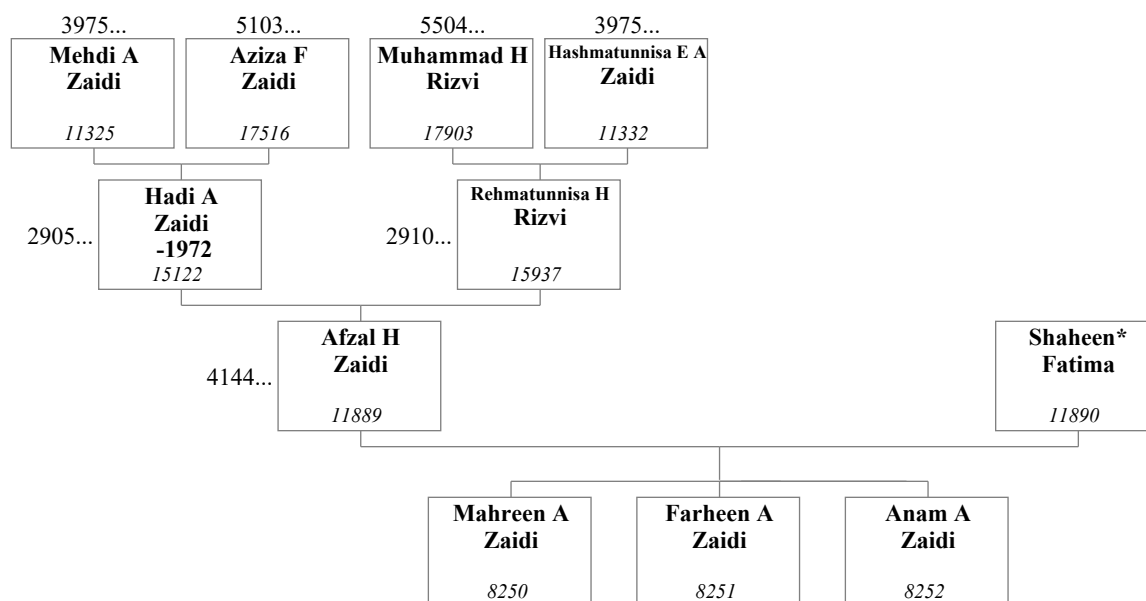 3975...
5103...
5504...
3975...
Mehdi A
Zaidi
11325
Aziza F
Zaidi
17516
Muhammad H
Rizvi
17903
Hashmatunnisa E A
Zaidi
11332
2905...
Hadi A
Zaidi
-1972
15122
2910...
Rehmatunnisa H
Rizvi
15937
4144...
Afzal H
Zaidi
11889
Shaheen*
Fatima
11890
Mahreen A
Zaidi
8250
Farheen A
Zaidi
8251
Anam A
Zaidi
8252